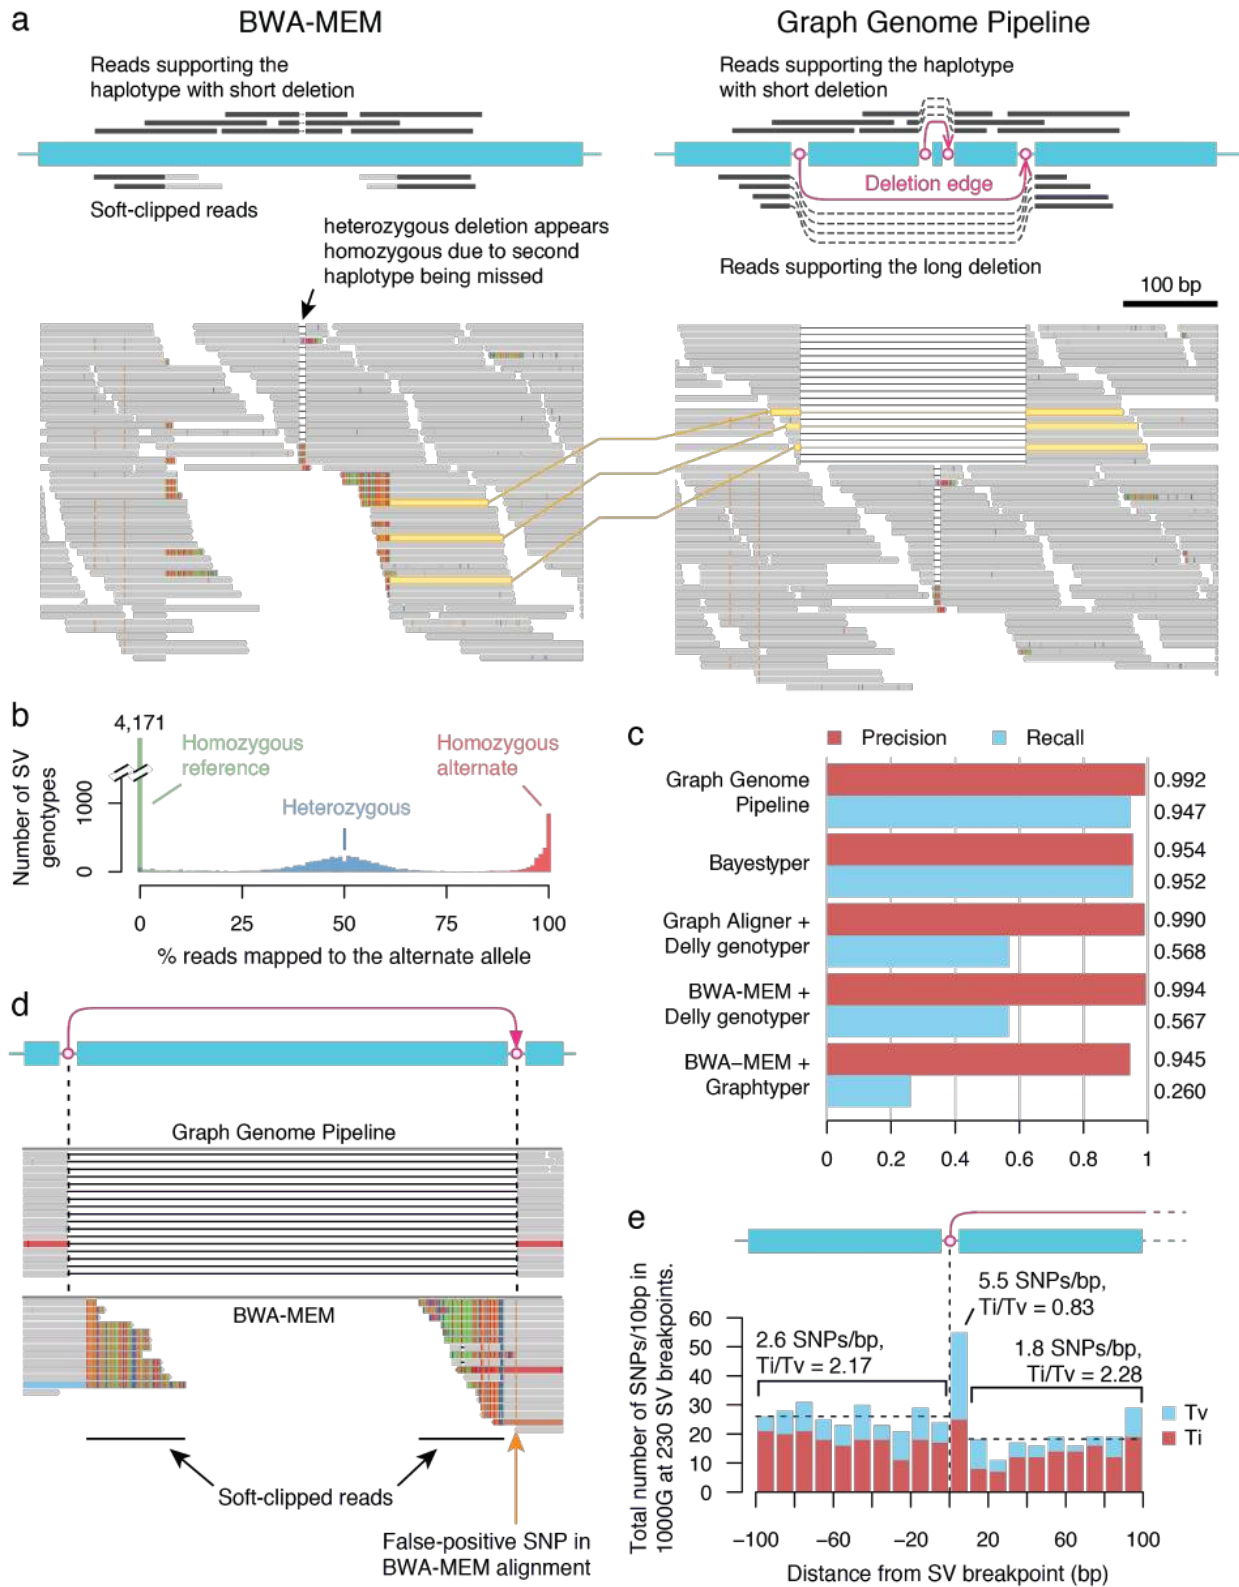 a
BWA-MEM
Graph Genome Pipeline
Reads supporting the
haplotype with short deletion
Soft-clipped reads
heterozygous deletion appears
homozygous due to second
haplotype being missed
Reads supporting the haplotype
with short deletion
Deletion edge
Reads supporting the long deletion
100 bp
b
4,171
Number of SV
genotypes
1000
0
Homozygous
reference
Heterozygous
Homozygous
alternate
0 25 50 75 100
% reads mapped to the alternate allele
c
Precision Recall
Graph Genome
Pipeline
0.992
0.947
Bayestyper
0.954
0.952
Graph Aligner +
Delly genotyper
0.990
0.568
BWA-MEM +
Delly genotyper
0.994
0.567
BWA–MEM +
Graphtyper
0.945
0.260
0 0.2 0.4 0.6 0.8 1
d
Graph Genome Pipeline
BWA-MEM
Soft-clipped reads
False-positive SNP in
BWA-MEM alignment
e
Total number of SNPs/10bp in
1000G at 230 SV breakpoints.
60
50
40
30
20
10
0
2.6 SNPs/bp,
Ti/Tv = 2.17
5.5 SNPs/bp,
Ti/Tv = 0.83
1.8 SNPs/bp,
Ti/Tv = 2.28
Tv
Ti
−100 −60 −20 20 60 100
Distance from SV breakpoint (bp)